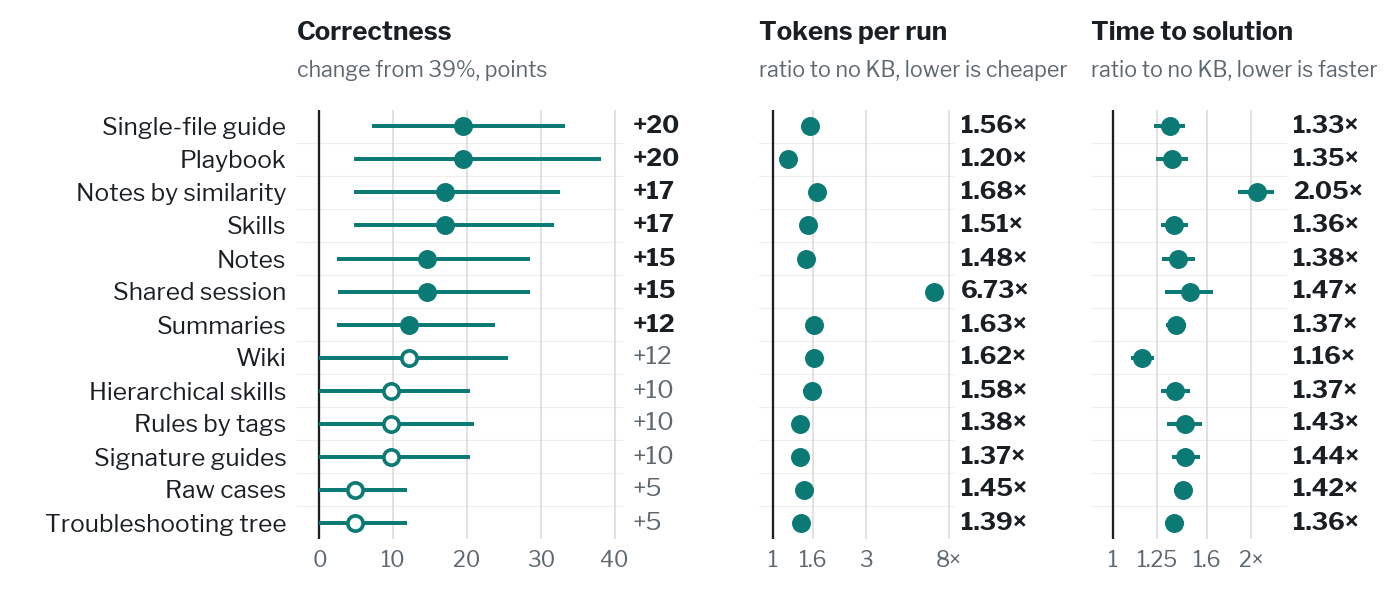 Correctness
Tokens per run
Time to solution
change from 39%, points
ratio to no KB, lower is cheaper
ratio to no KB, lower is faster
Single-file guide +20 1.56× 1.33×
Playbook +20 1.20× 1.35×
Notes by similarity +17 1.68× 2.05×
Skills +17 1.51× 1.36×
Notes +15 1.48× 1.38×
Shared session +15 6.73× 1.47×
Summaries +12 1.63× 1.37×
Wiki +12 1.62× 1.16×
Hierarchical skills +10 1.58× 1.37×
Rules by tags +10 1.38× 1.43×
Signature guides +10 1.37× 1.44×
Raw cases +5 1.45× 1.42×
Troubleshooting tree +5 1.39× 1.36×
0 10 20 30 40 1 1.6 3 8× 1 1.25 1.6 2×